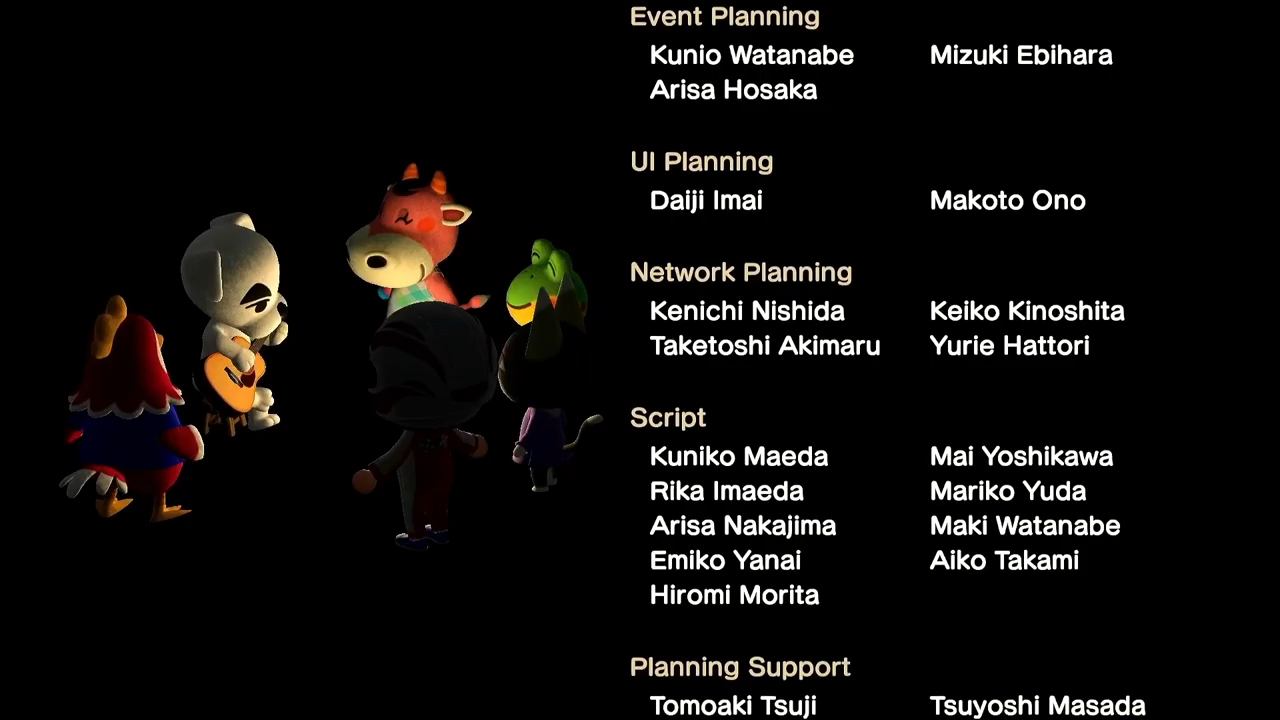 Event Planning
Kunio Watanabe Mizuki Ebihara
Arisa Hosaka
UI Planning
Daiji Imai Makoto Ono
Network Planning
Kenichi Nishida Keiko Kinoshita
Taketoshi Akimaru Yurie Hattori
Script
Kuniko Maeda Mai Yoshikawa
Rika Imaeda Mariko Yuda
Arisa Nakajima Maki Watanabe
Emiko Yanai Aiko Takami
Hiromi Morita
Planning Support
Tomoaki Tsuji Tsuyoshi Masada